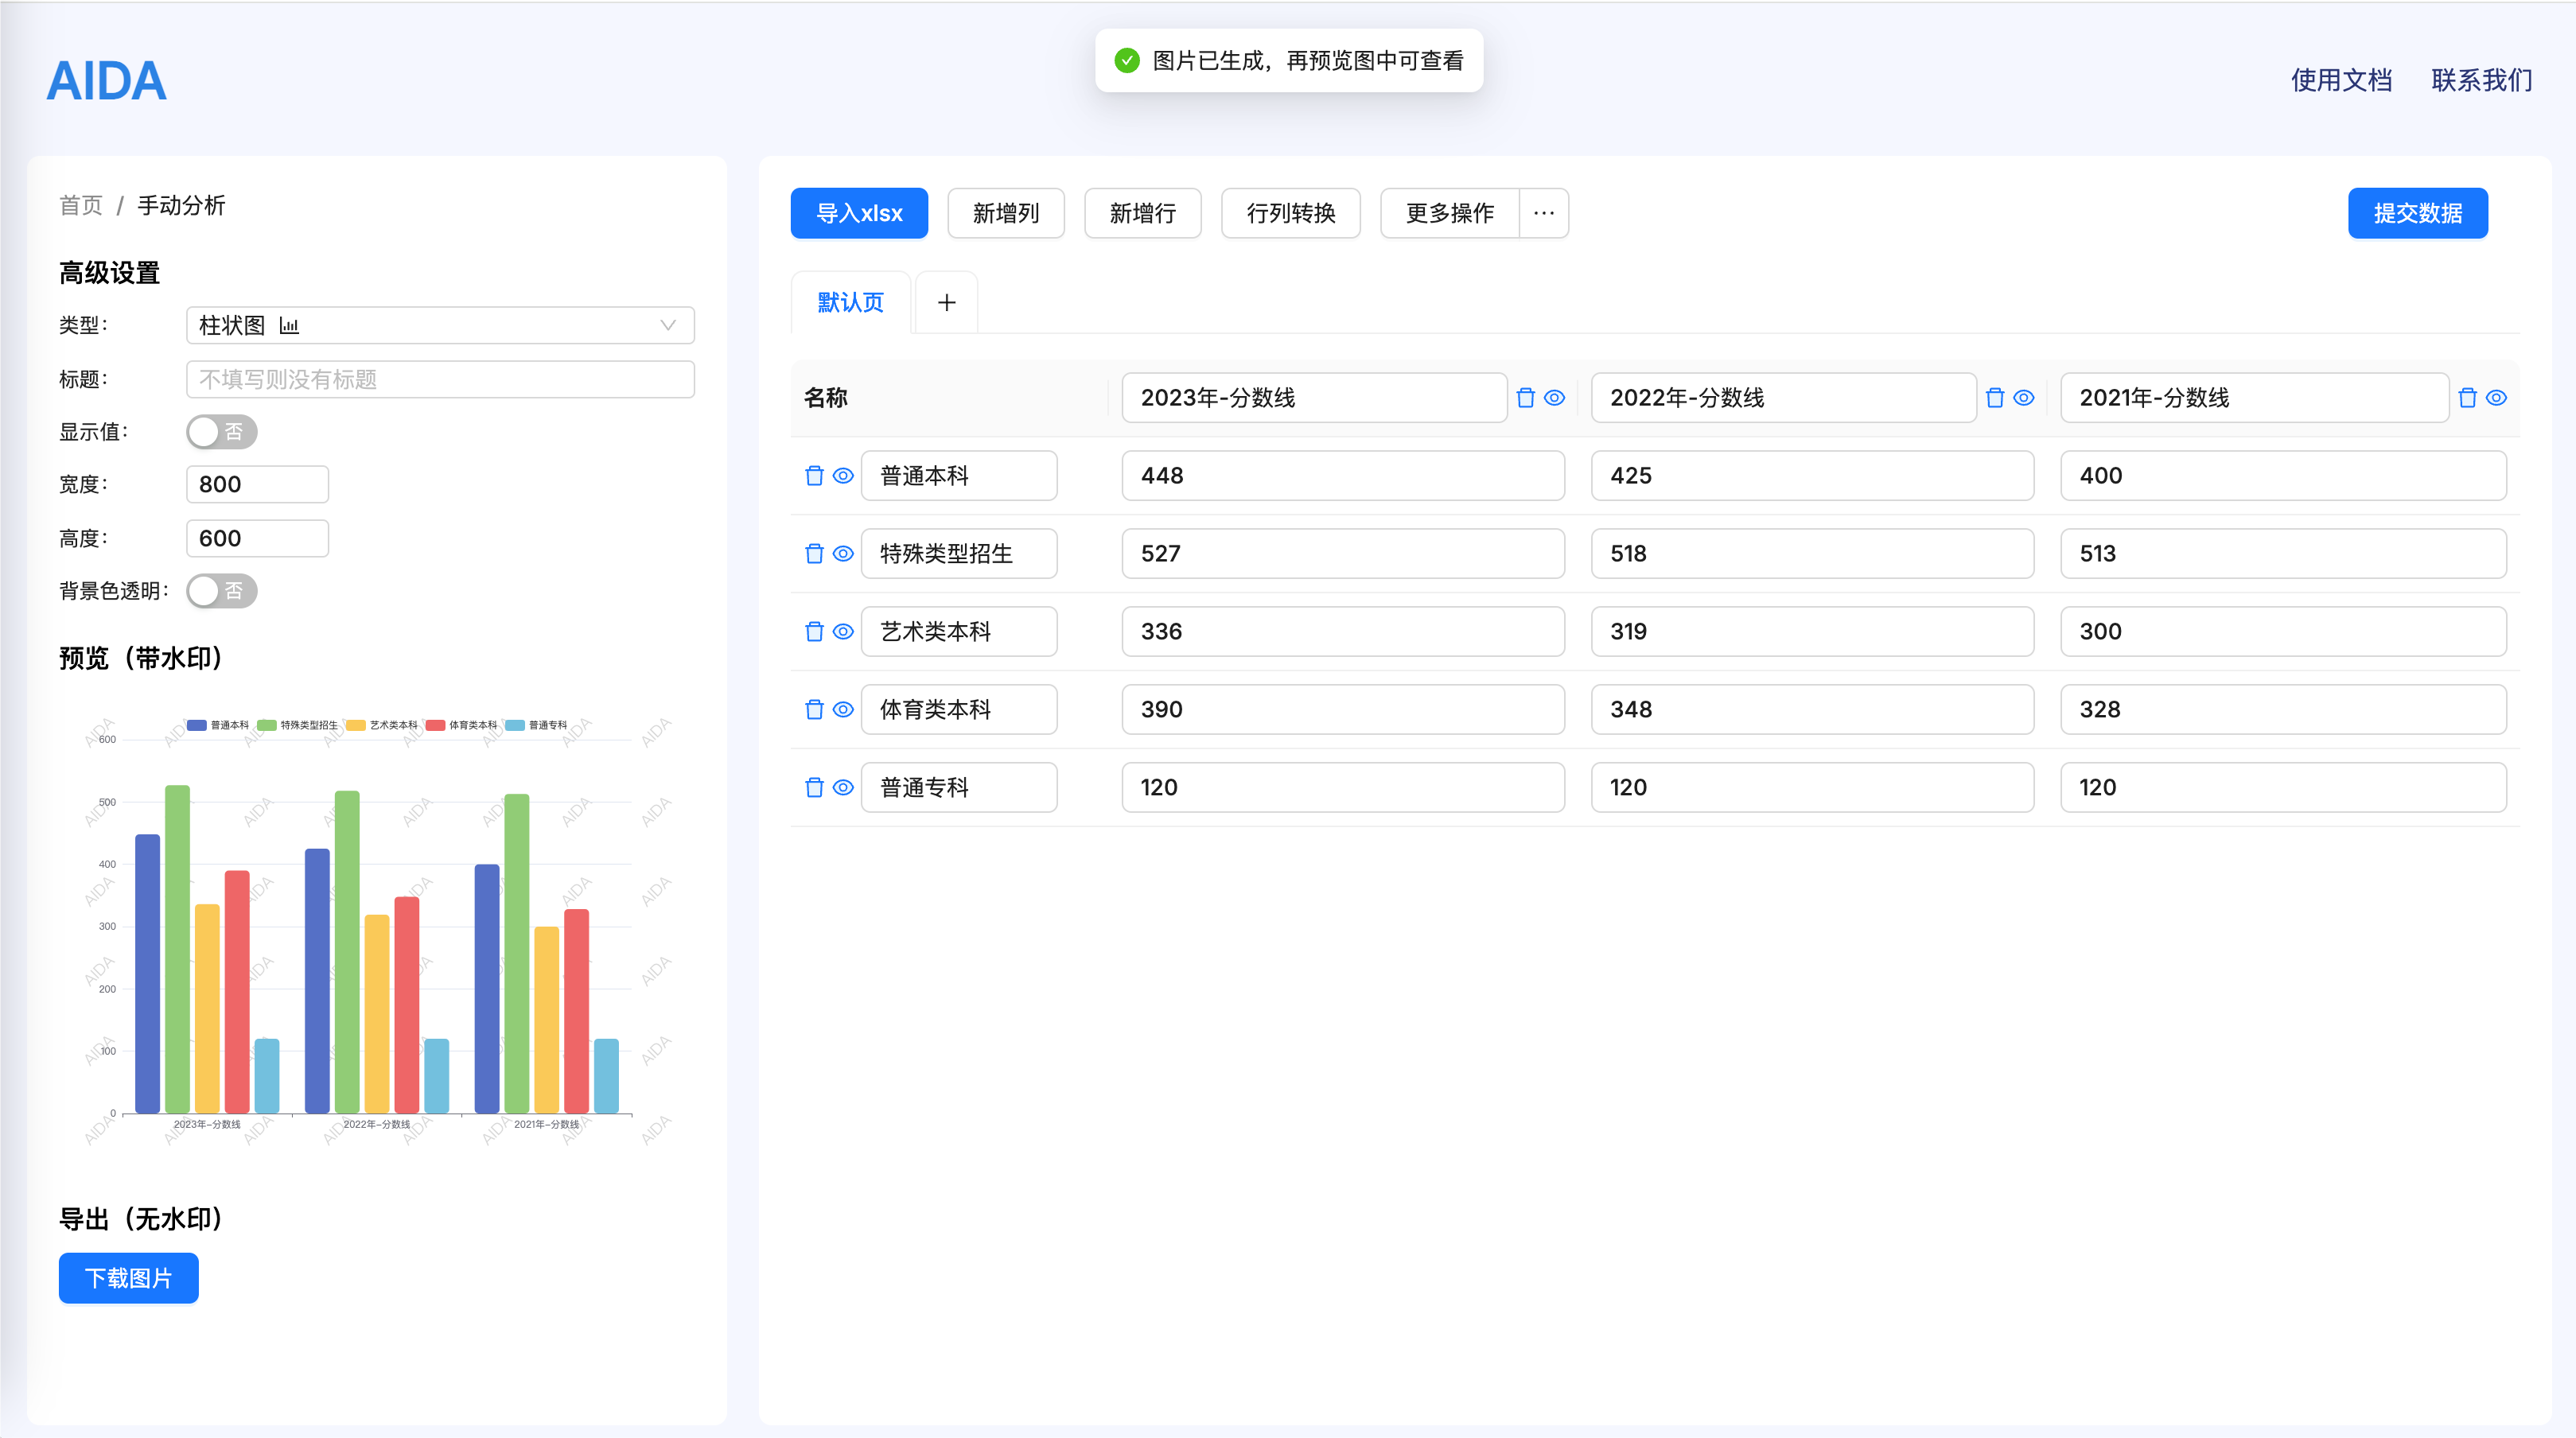 图片已生成，再预览图中可查看
AIDA
使用文档 联系我们
首页 / 手动分析
高级设置
类型：
柱状图
标题：
不填写则没有标题
显示值：
否
宽度：
800
高度：
600
背景色透明：
否
预览（带水印）
普通本科 特殊类型招生 艺术类本科 体育类本科 普通专科
600
500
400
300
200
100
0
2023年-分数线 2022年-分数线 2021年-分数线
AIDA
导出（无水印）
下载图片
导入xlsx 新增列 新增行 行列转换 更多操作 ··· 提交数据
默认页 +
名称 2023年-分数线 2022年-分数线 2021年-分数线
普通本科 448 425 400
特殊类型招生 527 518 513
艺术类本科 336 319 300
体育类本科 390 348 328
普通专科 120 120 120